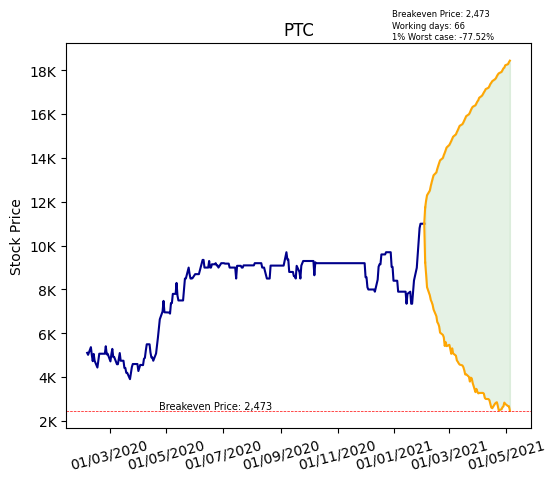 Breakeven Price: 2,473
Working days: 66
1% Worst case: -77.52%
PTC
Stock Price
18K
16K
14K
12K
10K
8K
6K
4K
2K
Breakeven Price: 2,473
01/03/2020
01/05/2020
01/07/2020
01/09/2020
01/11/2020
01/01/2021
01/03/2021
01/05/2021